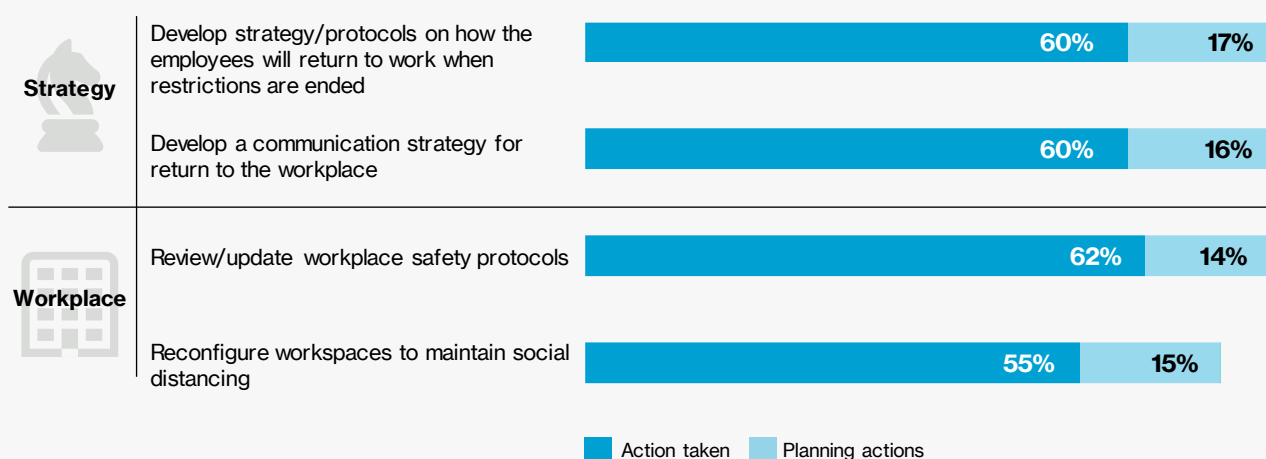 Strategy
Develop strategy/protocols on how the
employees will return to work when
restrictions are ended
60%
17%
Develop a communication strategy for
return to the workplace
60%
16%
Workplace
Review/update workplace safety protocols
62%
14%
Reconfigure workspaces to maintain social
distancing
55%
15%
Action taken
Planning actions